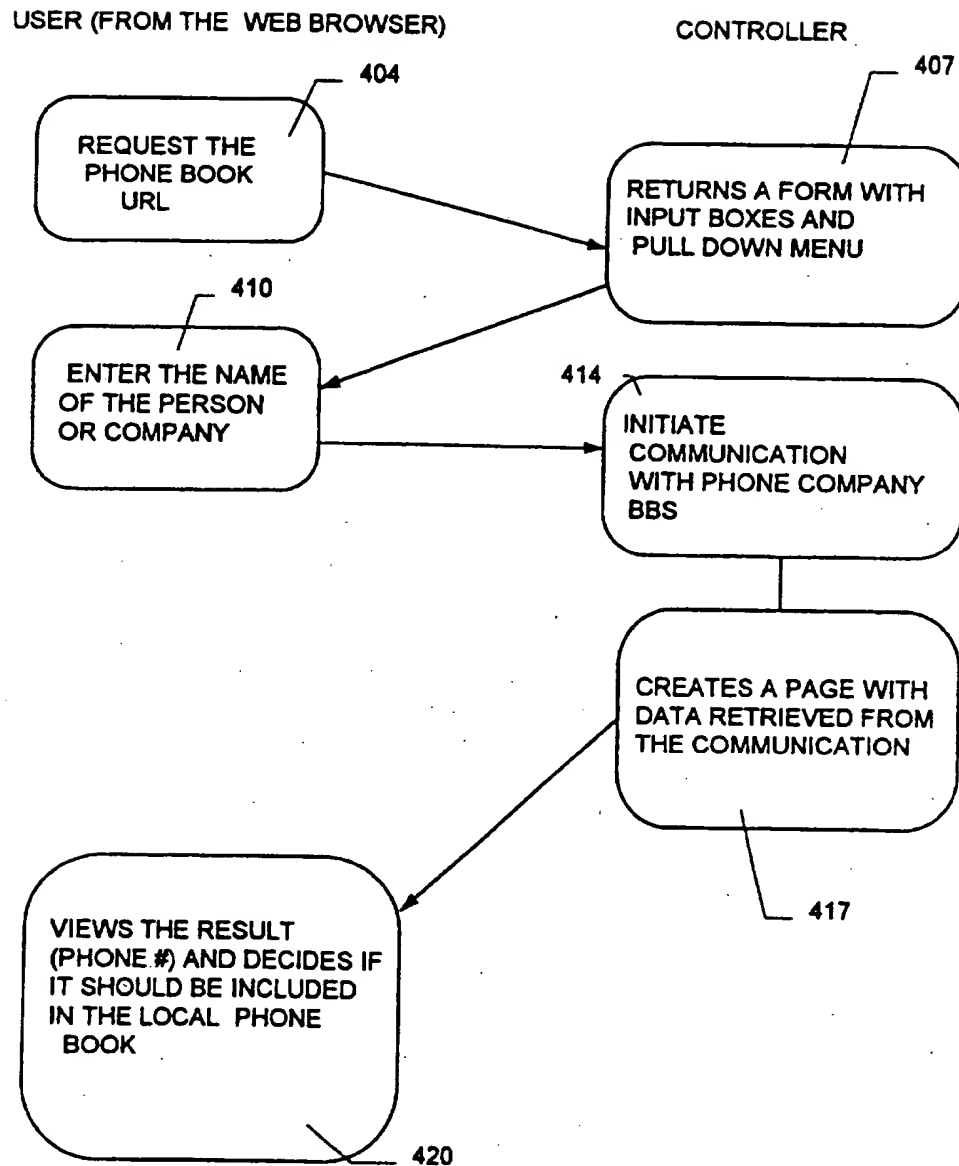 USER (FROM THE WEB BROWSER)
CONTROLLER
404
407
REQUEST THE
PHONE BOOK
URL
RETURNS A FORM WITH
INPUT BOXES AND
PULL DOWN MENU
410
ENTER THE NAME
OF THE PERSON
OR COMPANY
414
INITIATE
COMMUNICATION
WITH PHONE COMPANY
BBS
CREATES A PAGE WITH
DATA RETRIEVED FROM
THE COMMUNICATION
417
VIEWS THE RESULT
(PHONE #) AND DECIDES IF
IT SHOULD BE INCLUDED
IN THE LOCAL PHONE
BOOK
420